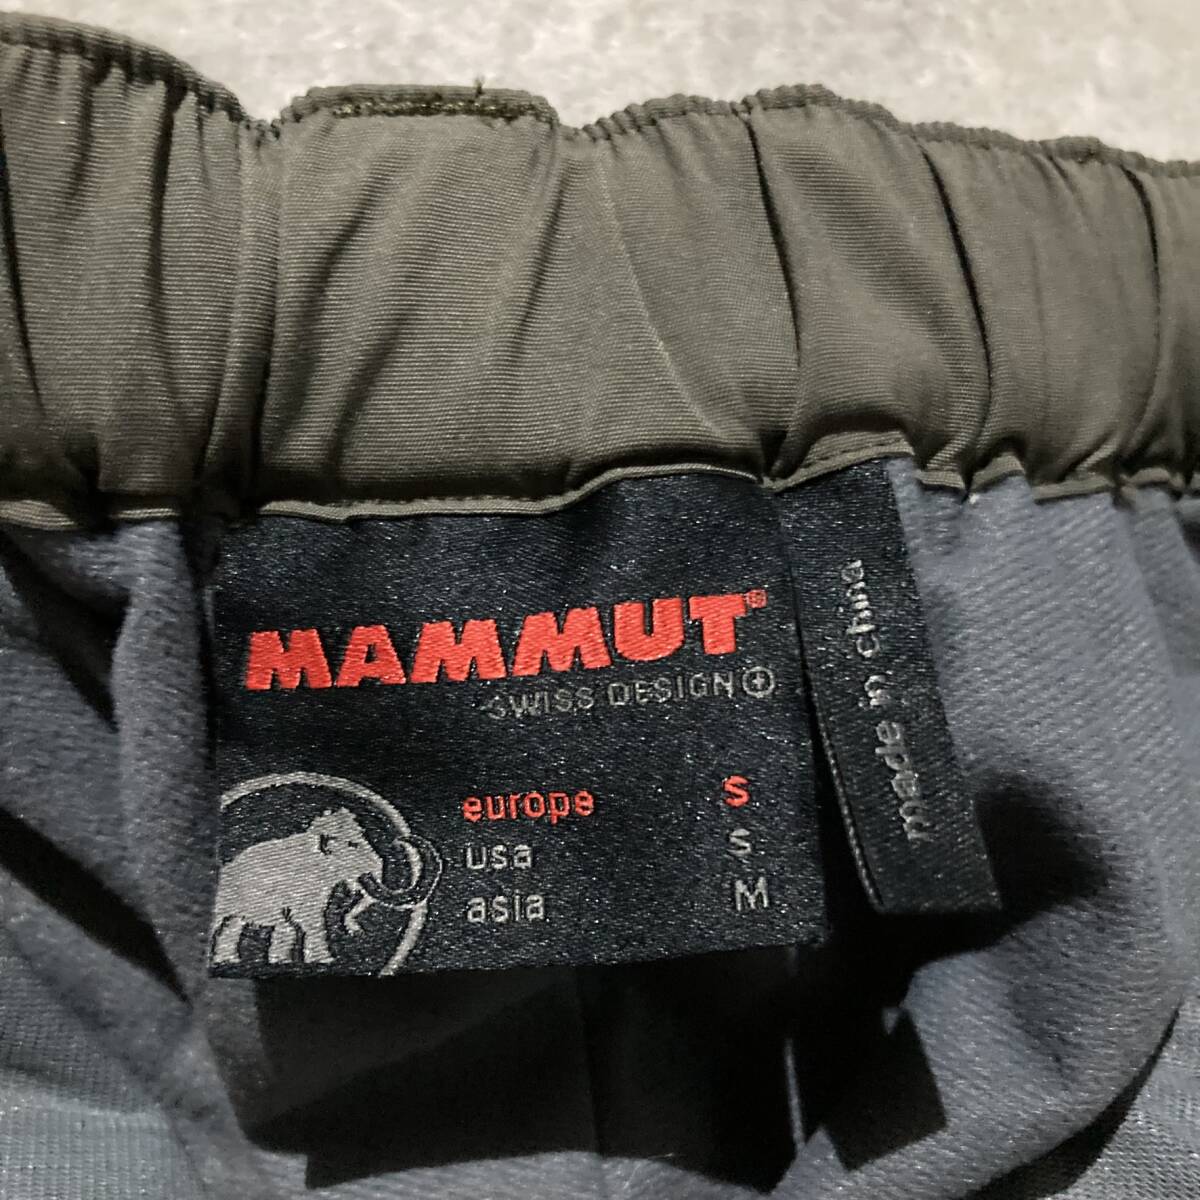 MAMMUT®
SWISS DESIGN
europe S
usa S
asia M
made in china